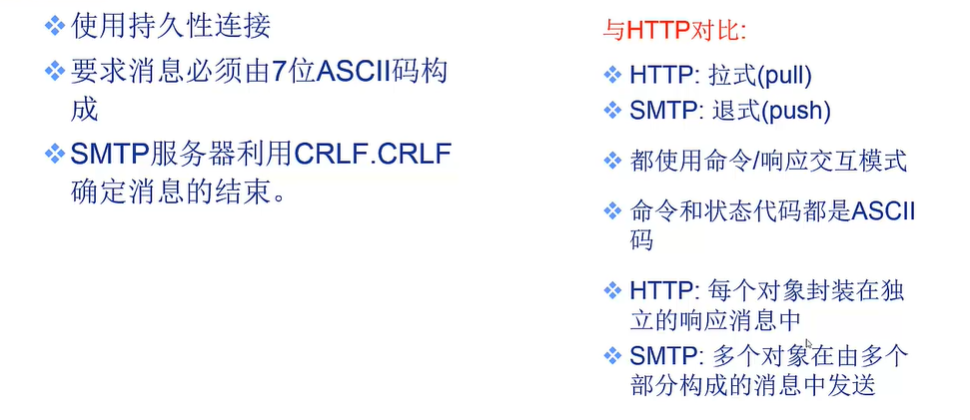 使用持久性连接
要求消息必须由7位ASCII码构
成
SMTP服务器利用CRLF.CRLF
确定消息的结束。
与HTTP对比:
HTTP: 拉式(pull)
SMTP: 退式(push)
都使用命令/响应交互模式
命令和状态代码都是ASCII
码
HTTP: 每个对象封装在独
立的响应消息中
SMTP: 多个对象在由多个
部分构成的消息中发送